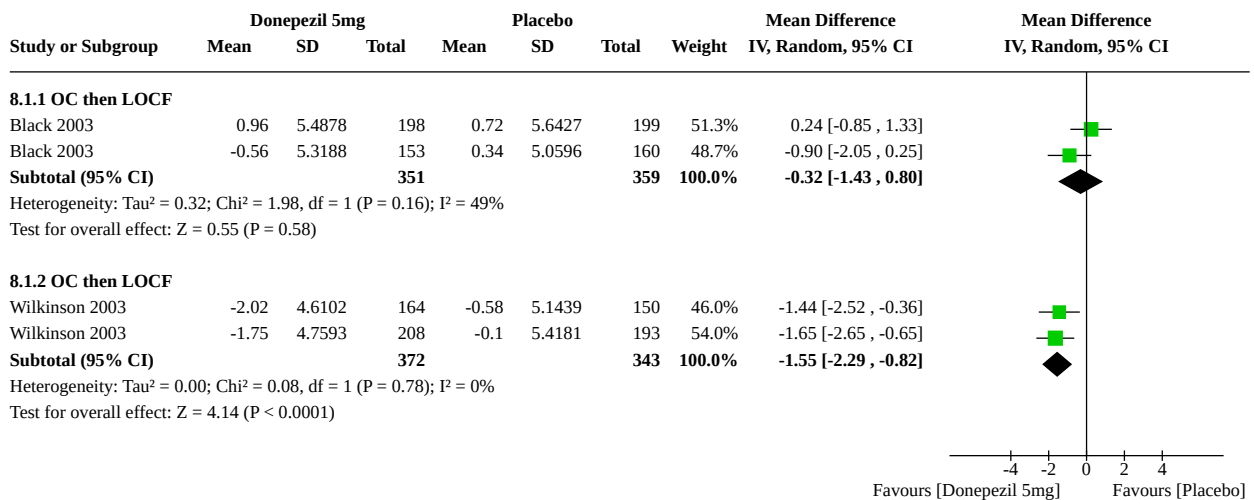 Donepezil 5mg Placebo Mean Difference Mean Difference
Study or Subgroup Mean SD Total Mean SD Total Weight IV, Random, 95% CI IV, Random, 95% CI
8.1.1 OC then LOCF
Black 2003 0.96 5.4878 198 0.72 5.6427 199 51.3% 0.24 [-0.85 , 1.33]
Black 2003 -0.56 5.3188 153 0.34 5.0596 160 48.7% -0.90 [-2.05 , 0.25]
Subtotal (95% CI) 351 359 100.0% -0.32 [-1.43 , 0.80]
Heterogeneity: Tau² = 0.32; Chi² = 1.98, df = 1 (P = 0.16); I² = 49%
Test for overall effect: Z = 0.55 (P = 0.58)
8.1.2 OC then LOCF
Wilkinson 2003 -2.02 4.6102 164 -0.58 5.1439 150 46.0% -1.44 [-2.52 , -0.36]
Wilkinson 2003 -1.75 4.7593 208 -0.1 5.4181 193 54.0% -1.65 [-2.65 , -0.65]
Subtotal (95% CI) 372 343 100.0% -1.55 [-2.29 , -0.82]
Heterogeneity: Tau² = 0.00; Chi² = 0.08, df = 1 (P = 0.78); I² = 0%
Test for overall effect: Z = 4.14 (P < 0.0001)
-4 -2 0 2 4
Favours [Donepezil 5mg] Favours [Placebo]